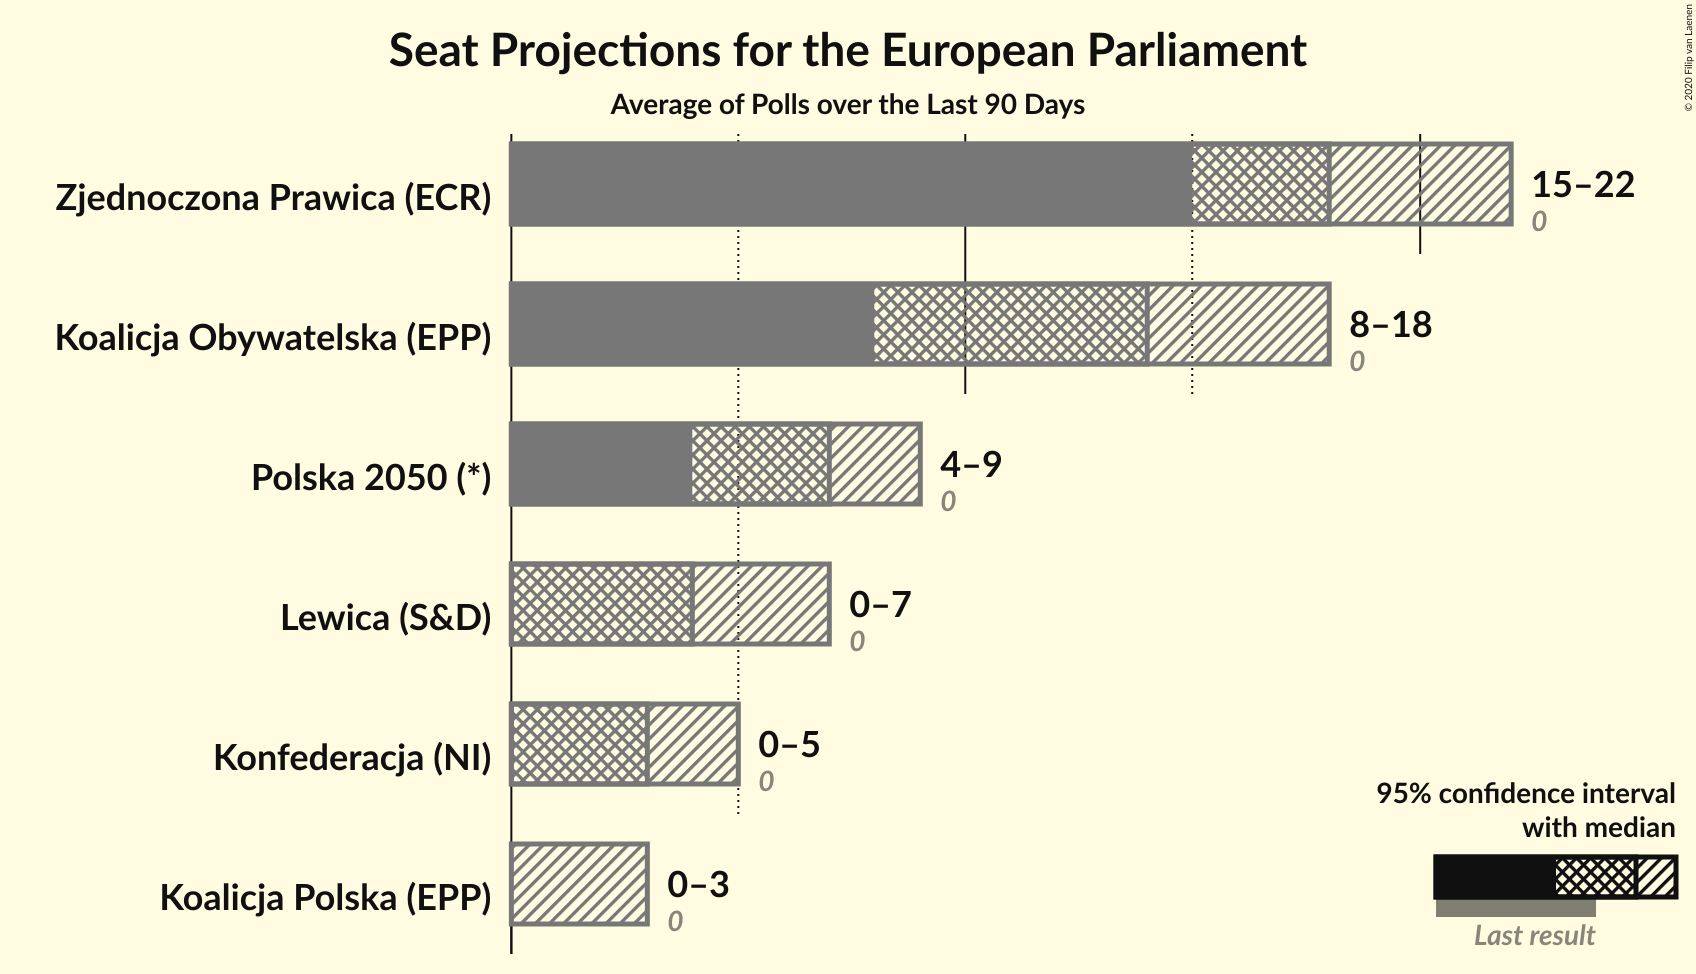 Seat Projections for the European Parliament
Average of Polls over the Last 90 Days
© 2020 Filip van Laenen
Zjednoczona Prawica (ECR)
15–22
0
Koalicja Obywatelska (EPP)
8–18
0
Polska 2050 (*)
4–9
0
Lewica (S&D)
0–7
0
Konfederacja (NI)
0–5
0
Koalicja Polska (EPP)
0–3
0
95% confidence interval
with median
Last result